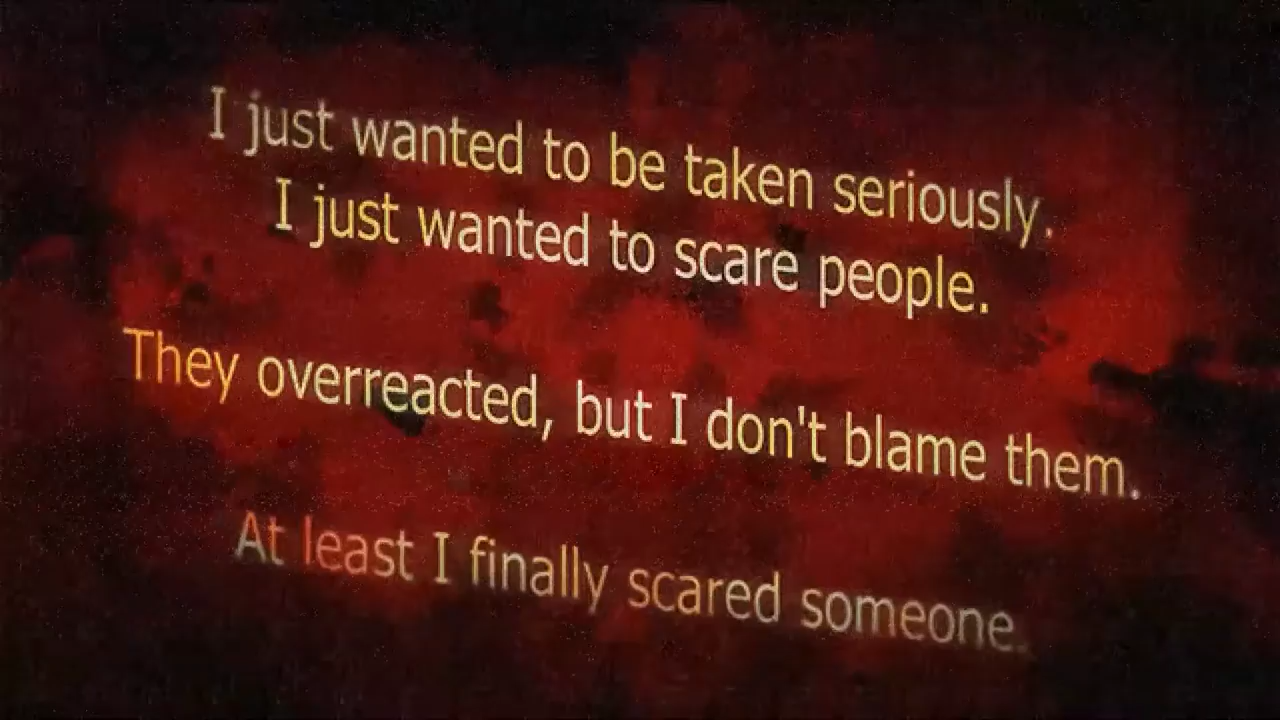 I just wanted to be taken seriously.
I just wanted to scare people.
They overreacted, but I don't blame them.
At least I finally scared someone.